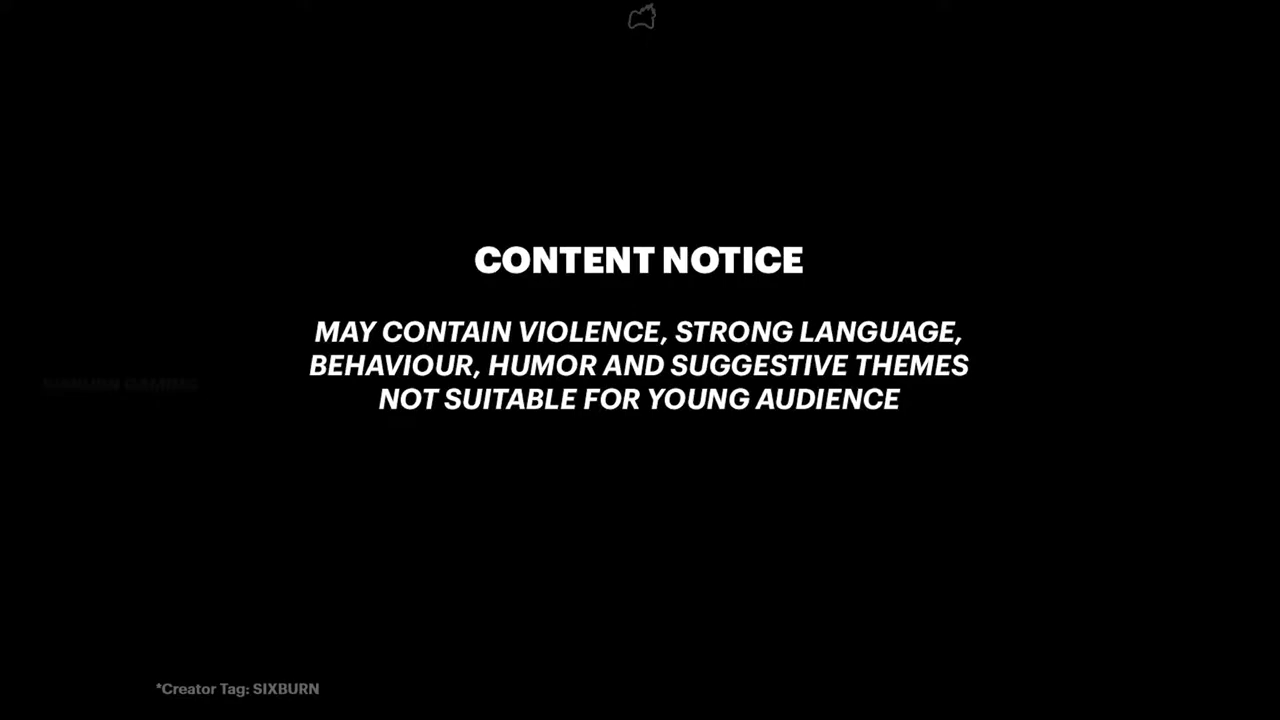 CONTENT NOTICE
MAY CONTAIN VIOLENCE, STRONG LANGUAGE,
BEHAVIOUR, HUMOR AND SUGGESTIVE THEMES
NOT SUITABLE FOR YOUNG AUDIENCE
*Creator Tag: SIXBURN